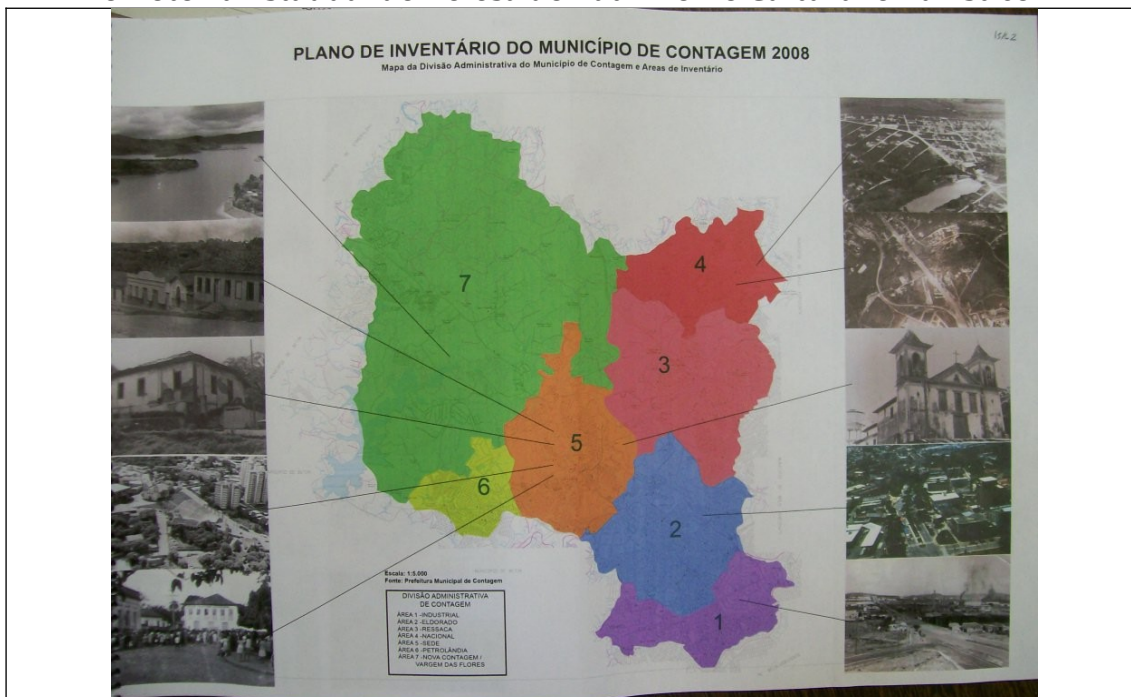 PLANO DE INVENTÁRIO DO MUNICÍPIO DE CONTAGEM 2008
Mapa da Divisão Administrativa do Município de Contagem e Areas de Inventário
7
4
3
5
6
2
1
Escala: 1:5.000
Fonte: Prefeitura Municipal de Contagem
DIVISÃO ADMINISTRATIVA
DE CONTAGEM
ÁREA 1 -INDUSTRIAL
ÁREA 2 -ELDORADO
ÁREA 3 -RESSACA
ÁREA 4 -NACIONAL
ÁREA 5 -SEDE
ÁREA 6 -PETROLÂNDIA
ÁREA 7 -NOVA CONTAGEM /
VARGEM DAS FLORES